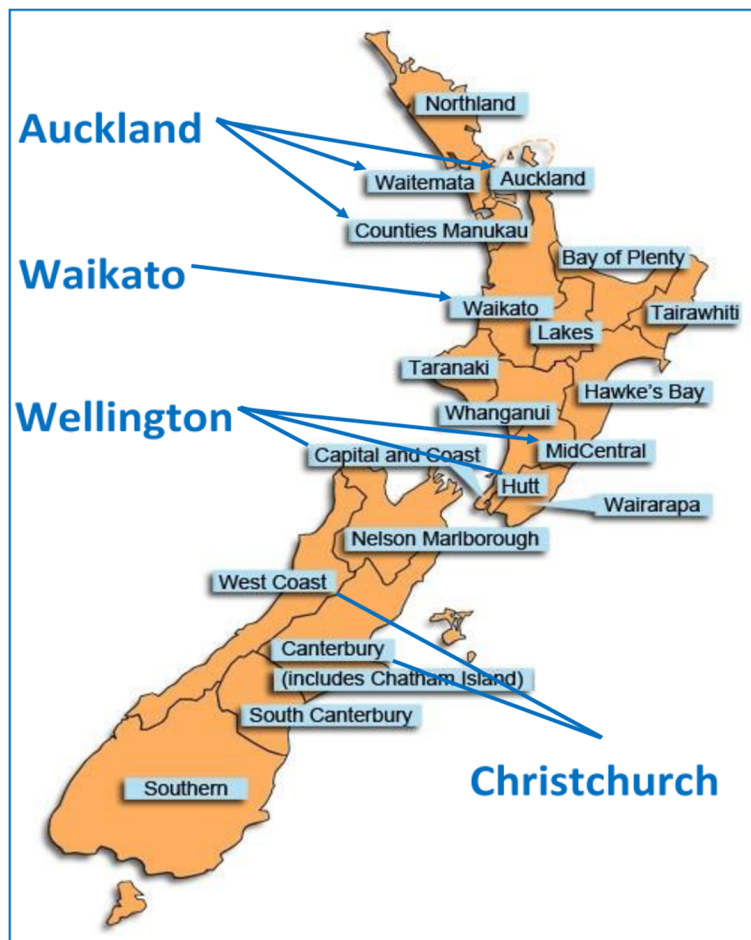 Northland
Auckland
Waitemata
Auckland
Counties Manukau
Bay of Plenty
Waikato
Waikato
Tairawhiti
Lakes
Taranaki
Hawke's Bay
Wellington
Whanganui
Capital and Coast
MidCentral
Hutt
Wairarapa
Nelson Marlborough
West Coast
Canterbury
(includes Chatham Island)
South Canterbury
Christchurch
Southern